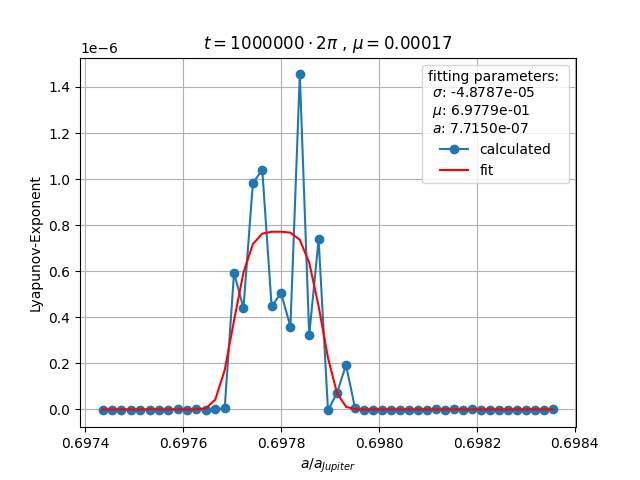 t = 1000000 · 2π , μ = 0.00017
1e−6
fitting parameters:
σ: -4.8787e-05
μ: 6.9779e-01
a: 7.7150e-07
calculated
fit
1.4
1.2
1.0
0.8
0.6
0.4
0.2
0.0
Lyapunov-Exponent
0.6974 0.6976 0.6978 0.6980 0.6982 0.6984
a/a_Jupiter